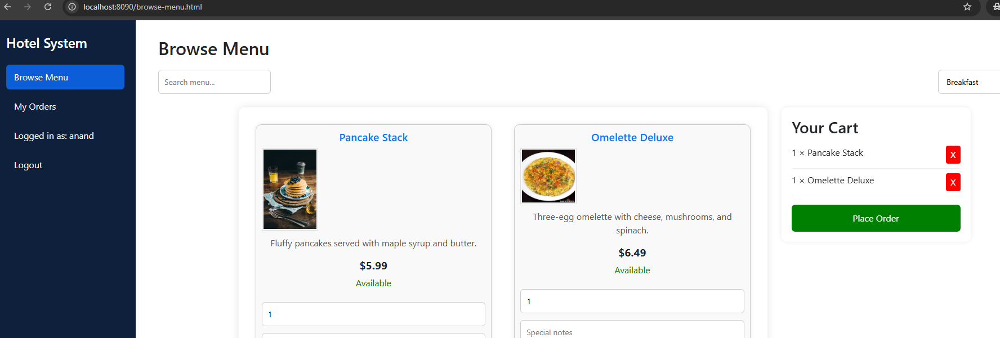 localhost:8090/browse-menu.html
Hotel System
Browse Menu
My Orders
Logged in as: anand
Logout
Browse Menu
Search menu...
Breakfast
Pancake Stack
Fluffy pancakes served with maple syrup and butter.
$5.99
Available
1
Omelette Deluxe
Three-egg omelette with cheese, mushrooms, and
spinach.
$6.49
Available
1
Special notes
Your Cart
1 × Pancake Stack
X
1 × Omelette Deluxe
X
Place Order